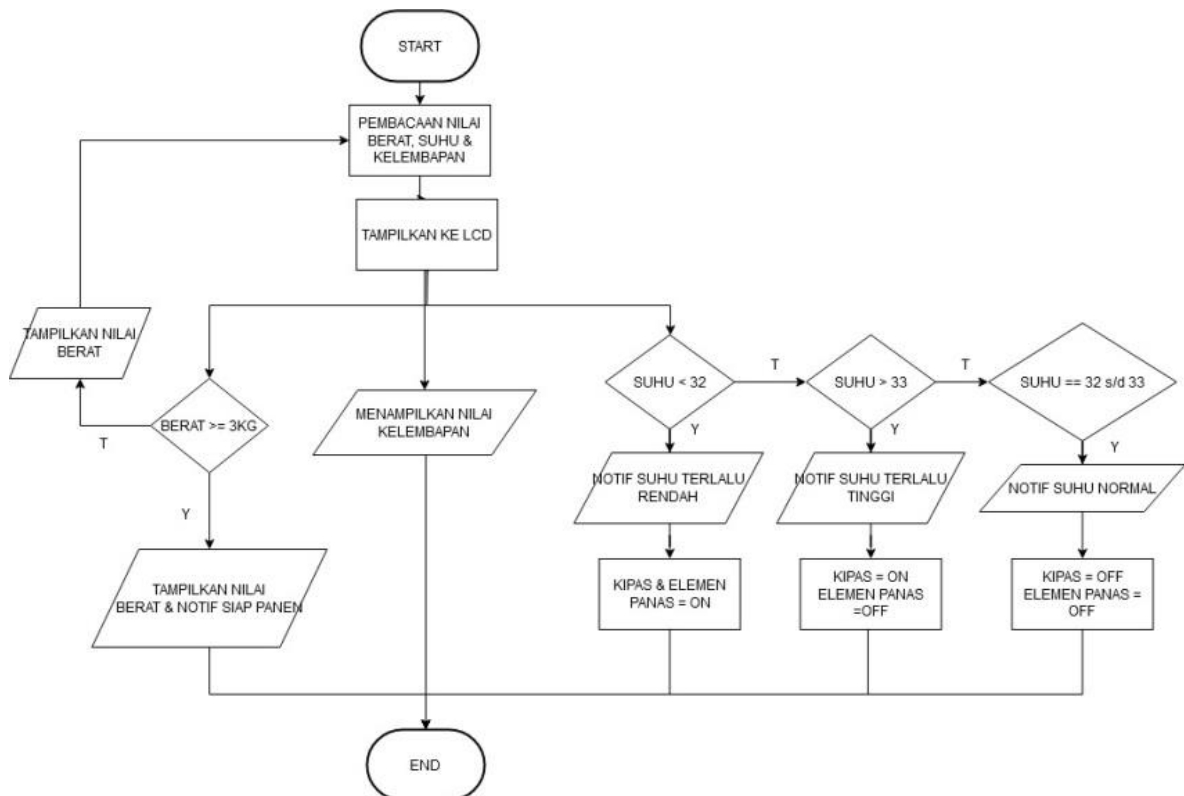 START
PEMBACAAN NILAI
BERAT, SUHU &
KELEMBAPAN
TAMPILKAN KE LCD
TAMPILKAN NILAI
BERAT
BERAT >= 3KG
T
Y
TAMPILKAN NILAI
BERAT & NOTIF SIAP PANEN
MENAMPILKAN NILAI
KELEMBAPAN
SUHU < 32
T
Y
NOTIF SUHU TERLALU
RENDAH
KIPAS & ELEMEN
PANAS = ON
SUHU > 33
T
Y
NOTIF SUHU TERLALU
TINGGI
KIPAS = ON
ELEMEN PANAS
=OFF
SUHU == 32 s/d 33
Y
NOTIF SUHU NORMAL
KIPAS = OFF
ELEMEN PANAS =
OFF
END